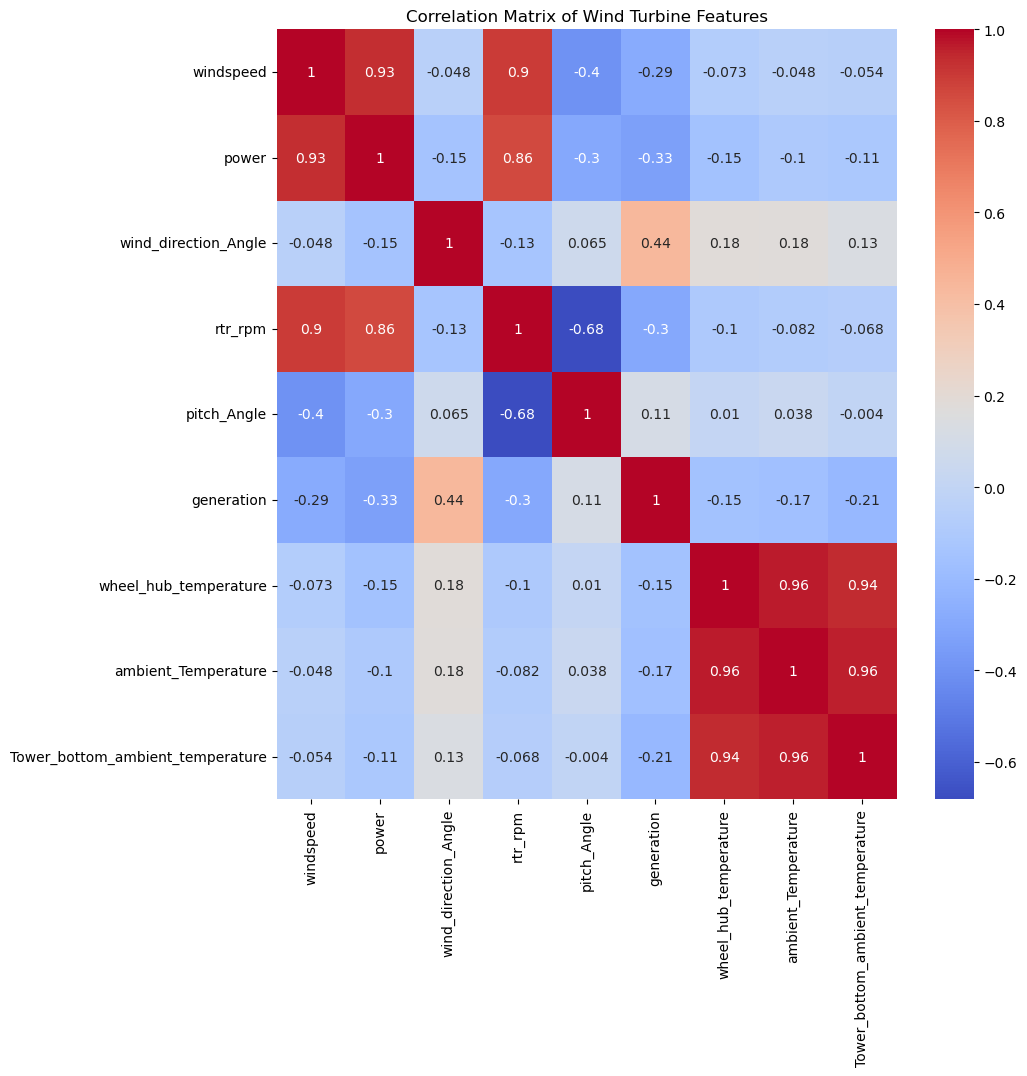 Correlation Matrix of Wind Turbine Features
windspeed 1 0.93 -0.048 0.9 -0.4 -0.29 -0.073 -0.048 -0.054
power 0.93 1 -0.15 0.86 -0.3 -0.33 -0.15 -0.1 -0.11
wind_direction_Angle -0.048 -0.15 1 -0.13 0.065 0.44 0.18 0.18 0.13
rtr_rpm 0.9 0.86 -0.13 1 -0.68 -0.3 -0.1 -0.082 -0.068
pitch_Angle -0.4 -0.3 0.065 -0.68 1 0.11 0.01 0.038 -0.004
generation -0.29 -0.33 0.44 -0.3 0.11 1 -0.15 -0.17 -0.21
wheel_hub_temperature -0.073 -0.15 0.18 -0.1 0.01 -0.15 1 0.96 0.94
ambient_Temperature -0.048 -0.1 0.18 -0.082 0.038 -0.17 0.96 1 0.96
Tower_bottom_ambient_temperature -0.054 -0.11 0.13 -0.068 -0.004 -0.21 0.94 0.96 1
windspeed
power
wind_direction_Angle
rtr_rpm
pitch_Angle
generation
wheel_hub_temperature
ambient_Temperature
Tower_bottom_ambient_temperature
1.0
0.8
0.6
0.4
0.2
0.0
−0.2
−0.4
−0.6